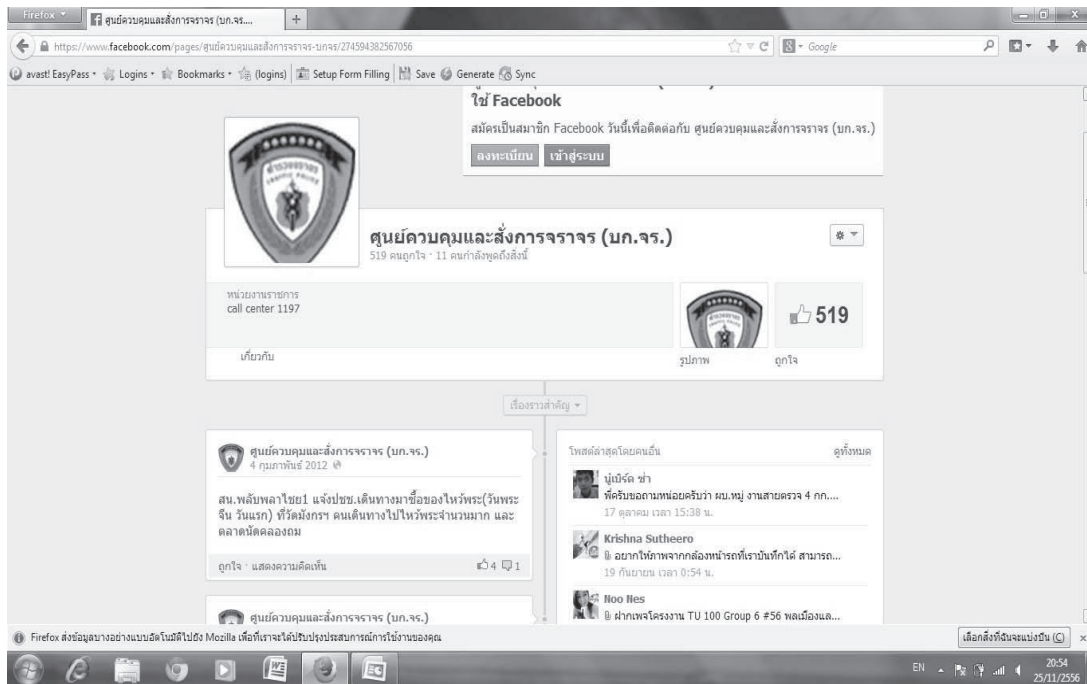 Firefox
ศูนย์ควบคุมและสั่งการจราจร (บก.จร....
https://www.facebook.com/pages/ศูนย์ควบคุมและสั่งการจราจร-บกจร/274594382567056
Google
avast! EasyPass
Logins
Bookmarks
(logins)
Setup Form Filling
Save
Generate
Sync
ใช้ Facebook
สมัครเป็นสมาชิก Facebook วันนี้เพื่อติดต่อกับ ศูนย์ควบคุมและสั่งการจราจร (บก.จร.)
ลงทะเบียน
เข้าสู่ระบบ
ตำรวจจราจร
TRAFFIC POLICE
ศูนย์ควบคุมและสั่งการจราจร (บก.จร.)
519 คนถูกใจ · 11 คนกำลังพูดถึงสิ่งนี้
หน่วยงานราชการ
call center 1197
519
เกี่ยวกับ
รูปภาพ
ถูกใจ
เรื่องราวสำคัญ
ศูนย์ควบคุมและสั่งการจราจร (บก.จร.)
4 กุมภาพันธ์ 2012
สน.พลับพลาไชย1 แจ้งปชช.เดินทางมาซื้อของไหว้พระ(วันพระ
จีน วันแรก) ที่วัดมังกรฯ คนเดินทางไปไหว้พระจำนวนมาก และ
ตลาดนัดคลองถม
ถูกใจ · แสดงความคิดเห็น
4
1
ศูนย์ควบคุมและสั่งการจราจร (บก.จร.)
โพสต์ล่าสุดโดยคนอื่น
ดูทั้งหมด
นู๋เบิร์ด ซ่า
พี่ครับขอถามหน่อยครับว่า ผบ.หมู่ งานสายตรวจ 4 กก....
17 ตุลาคม เวลา 15:38 น.
Krishna Sutheero
อยากให้ภาพจากกล้องหน้ารถที่เราบันทึกได้ สามารถ...
19 กันยายน เวลา 0:54 น.
Noo Nes
ฝากเพจโครงงาน TU 100 Group 6 #56 พลเมืองแล...
Firefox ส่งข้อมูลบางอย่างแบบอัตโนมัติไปยัง Mozilla เพื่อที่เราจะได้ปรับปรุงประสบการณ์การใช้งานของคุณ
เลือกสิ่งที่ฉันจะแบ่งปัน (C)
EN
20:54
25/11/2556